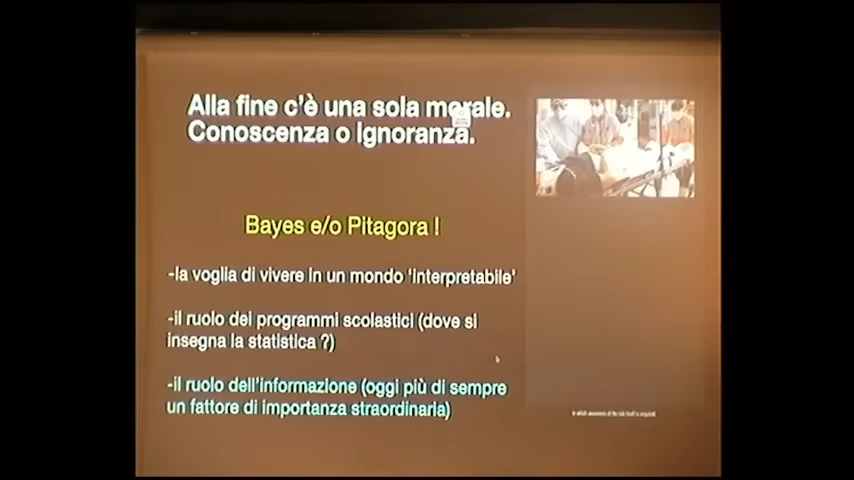 Alla fine c'è una sola morale.
Conoscenza o ignoranza.
Bayes e/o Pitagora !
-la voglia di vivere in un mondo 'interpretabile'
-il ruolo dei programmi scolastici (dove si
insegna la statistica ?)
-il ruolo dell'informazione (oggi più di sempre
un fattore di importanza straordinaria)